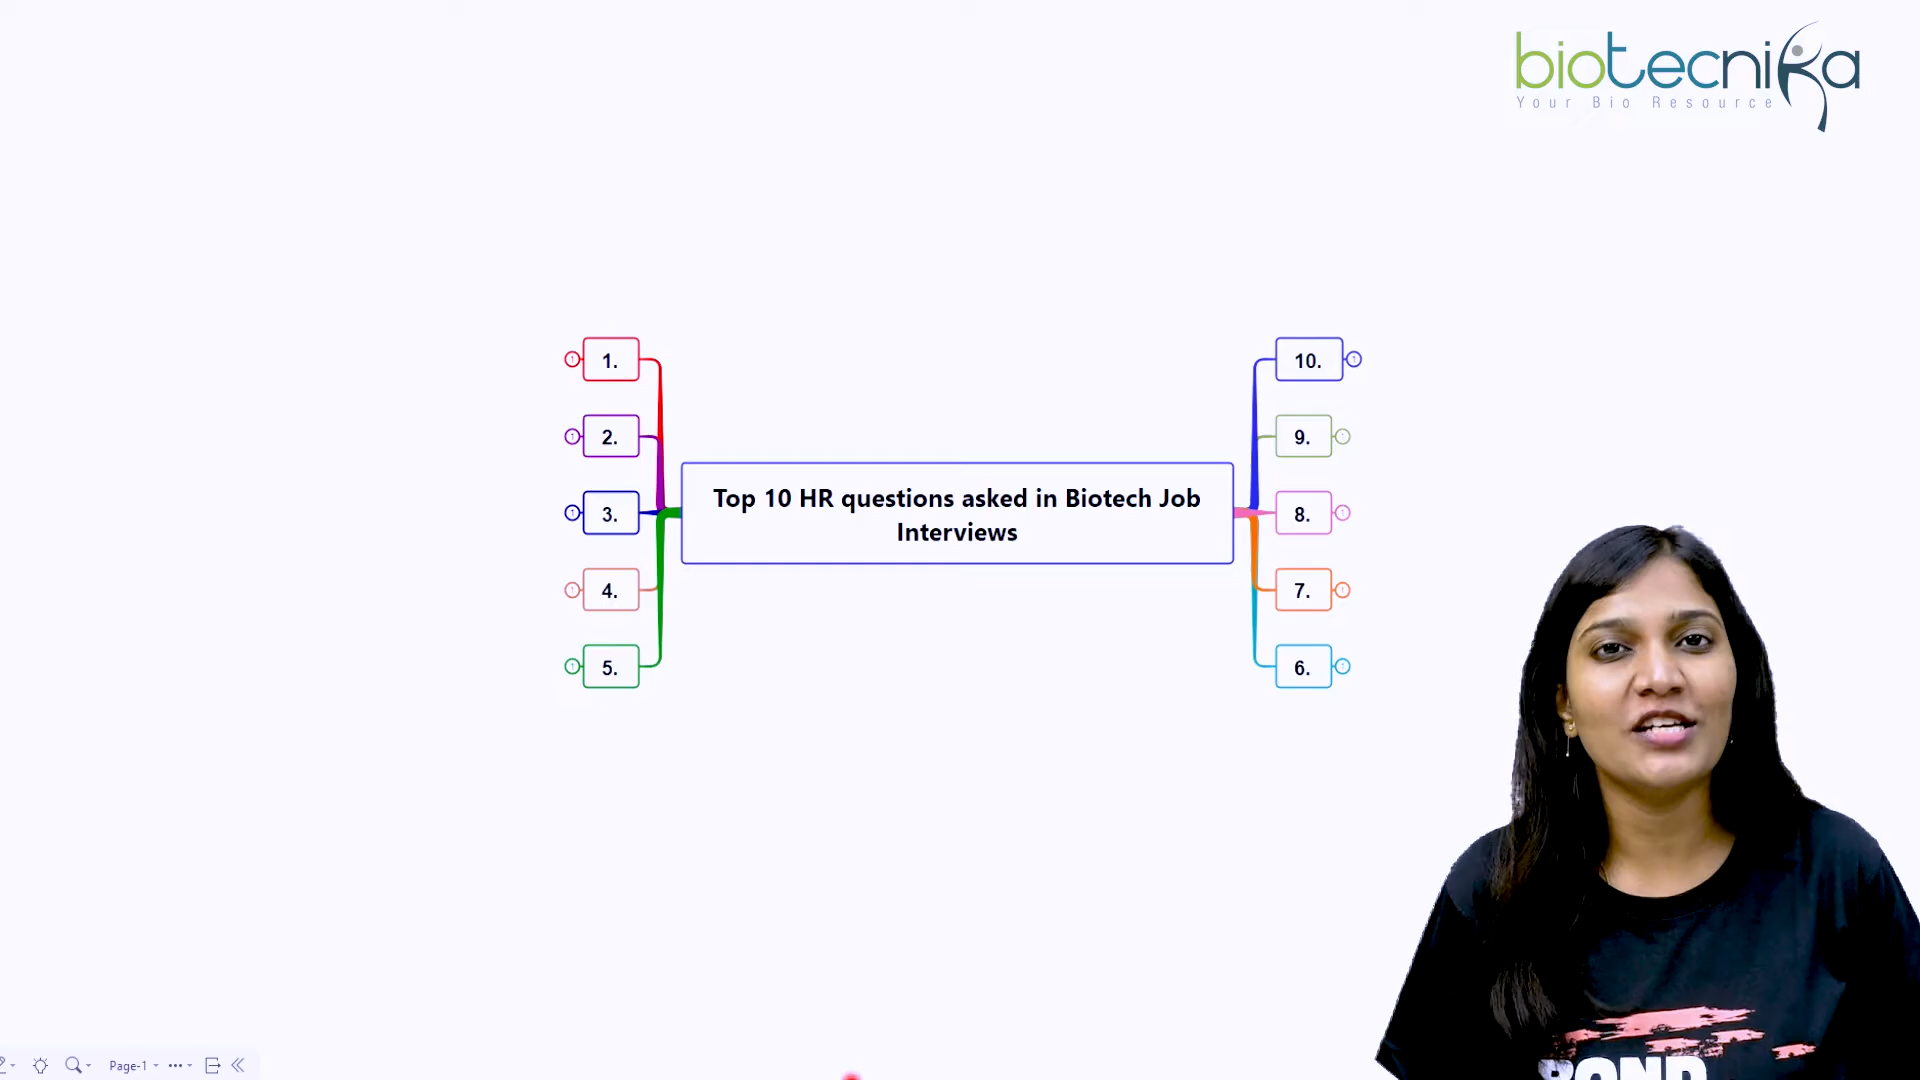 biotecnika
Your Bio Resource
1.
2.
3.
4.
5.
Top 10 HR questions asked in Biotech Job
Interviews
10.
9.
8.
7.
6.
Page-1